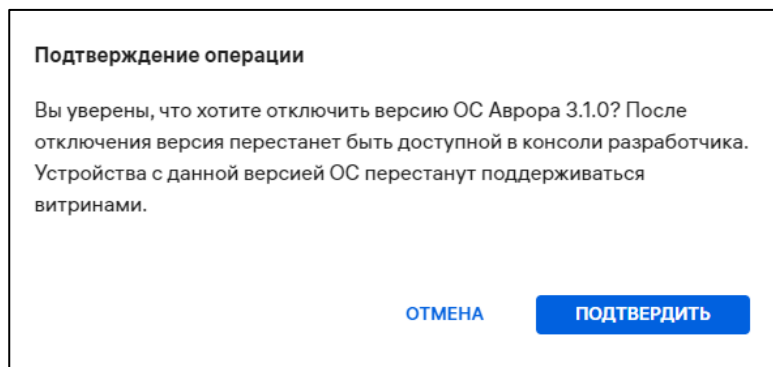 Подтверждение операции
Вы уверены, что хотите отключить версию ОС Аврора 3.1.0? После
отключения версия перестанет быть доступной в консоли разработчика.
Устройства с данной версией ОС перестанут поддерживаться
витринами.
ОТМЕНА ПОДТВЕРДИТЬ